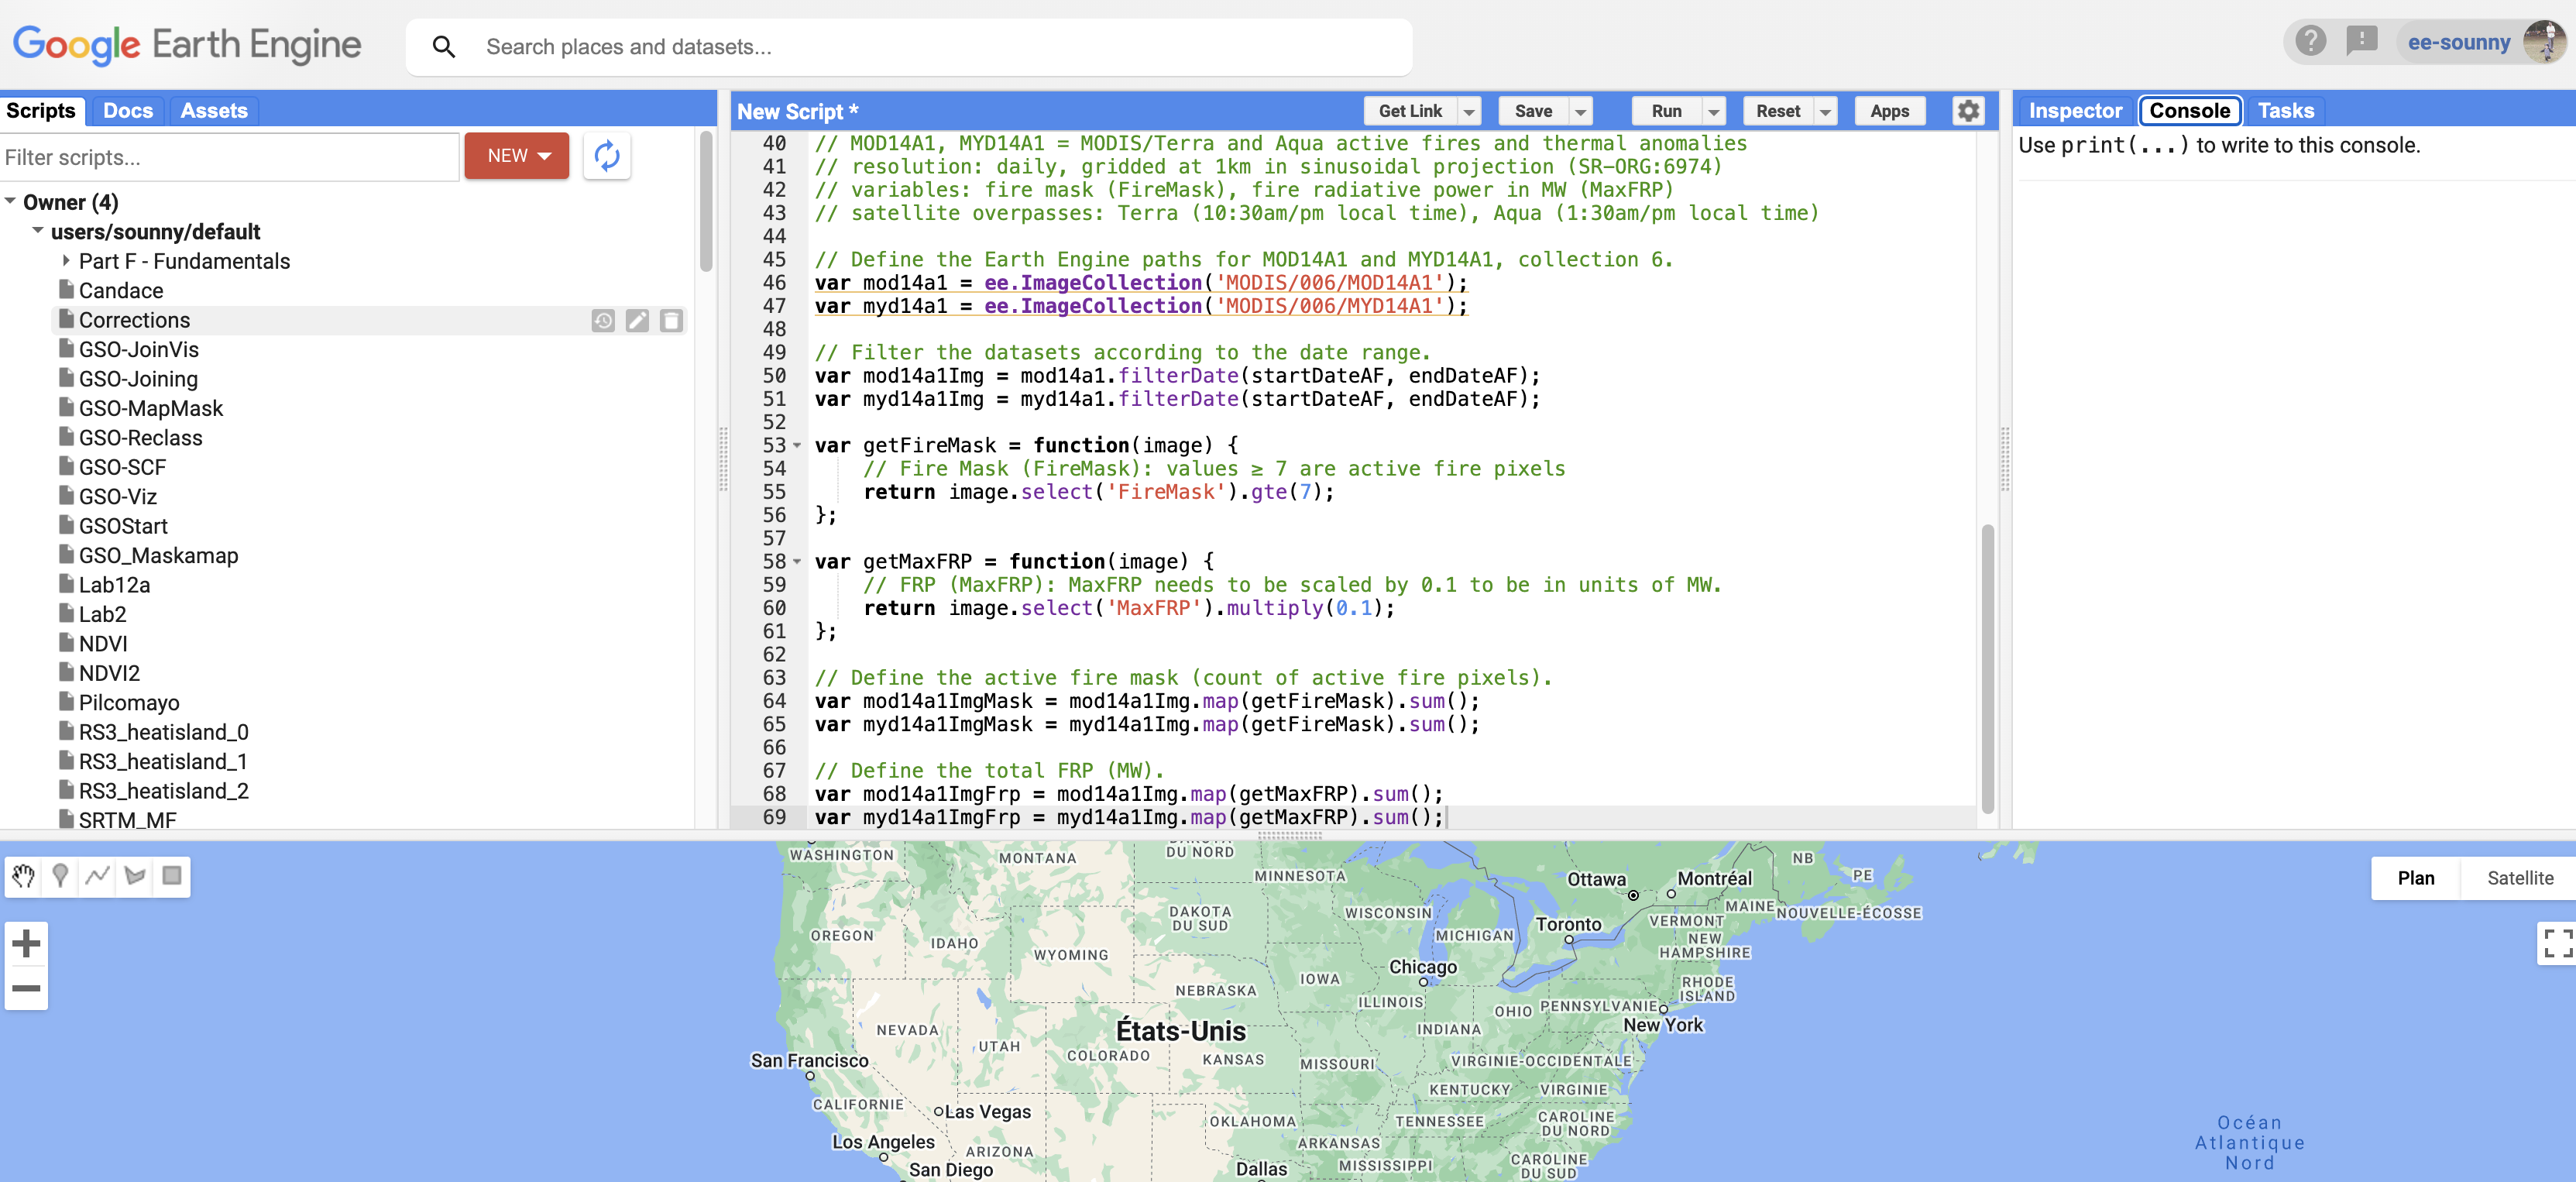 Google Earth Engine
Search places and datasets...
ee-sounny
Scripts Docs Assets
Filter scripts...
NEW
Owner (4)
users/sounny/default
Part F - Fundamentals
Candace
Corrections
GSO-JoinVis
GSO-Joining
GSO-MapMask
GSO-Reclass
GSO-SCF
GSO-Viz
GSOStart
GSO_Maskamap
Lab12a
Lab2
NDVI
NDVI2
Pilcomayo
RS3_heatisland_0
RS3_heatisland_1
RS3_heatisland_2
SRTM_MF
New Script *
Get Link Save Run Reset Apps
40 // MOD14A1, MYD14A1 = MODIS/Terra and Aqua active fires and thermal anomalies
41 // resolution: daily, gridded at 1km in sinusoidal projection (SR-ORG:6974)
42 // variables: fire mask (FireMask), fire radiative power in MW (MaxFRP)
43 // satellite overpasses: Terra (10:30am/pm local time), Aqua (1:30am/pm local time)
44
45 // Define the Earth Engine paths for MOD14A1 and MYD14A1, collection 6.
46 var mod14a1 = ee.ImageCollection('MODIS/006/MOD14A1');
47 var myd14a1 = ee.ImageCollection('MODIS/006/MYD14A1');
48
49 // Filter the datasets according to the date range.
50 var mod14a1Img = mod14a1.filterDate(startDateAF, endDateAF);
51 var myd14a1Img = myd14a1.filterDate(startDateAF, endDateAF);
52
53 var getFireMask = function(image) {
54 // Fire Mask (FireMask): values ≥ 7 are active fire pixels
55 return image.select('FireMask').gte(7);
56 };
57
58 var getMaxFRP = function(image) {
59 // FRP (MaxFRP): MaxFRP needs to be scaled by 0.1 to be in units of MW.
60 return image.select('MaxFRP').multiply(0.1);
61 };
62
63 // Define the active fire mask (count of active fire pixels).
64 var mod14a1ImgMask = mod14a1Img.map(getFireMask).sum();
65 var myd14a1ImgMask = myd14a1Img.map(getFireMask).sum();
66
67 // Define the total FRP (MW).
68 var mod14a1ImgFrp = mod14a1Img.map(getMaxFRP).sum();
69 var myd14a1ImgFrp = myd14a1Img.map(getMaxFRP).sum();
Inspector Console Tasks
Use print(...) to write to this console.
Plan Satellite
WASHINGTON
MONTANA
DAKOTA
DU NORD
MINNESOTA
Ottawa
Montréal
NB
PE
OREGON
IDAHO
WYOMING
DAKOTA
DU SUD
WISCONSIN
MICHIGAN
Toronto
VERMONT
MAINE
NOUVELLE-ÉCOSSE
NEW
HAMPSHIRE
NEBRASKA
IOWA
Chicago
ILLINOIS
RHODE
ISLAND
NEVADA
UTAH
États-Unis
COLORADO
KANSAS
MISSOURI
INDIANA
OHIO
PENNSYLVANIE
New York
San Francisco
CALIFORNIE
VIRGINIE-OCCIDENTALE
KENTUCKY
VIRGINIE
Las Vegas
Los Angeles
ARIZONA
San Diego
OKLAHOMA
ARKANSAS
TENNESSEE
CAROLINE
DU NORD
Dallas
MISSISSIPPI
CAROLINE
DU SUD
Océan
Atlantique
Nord